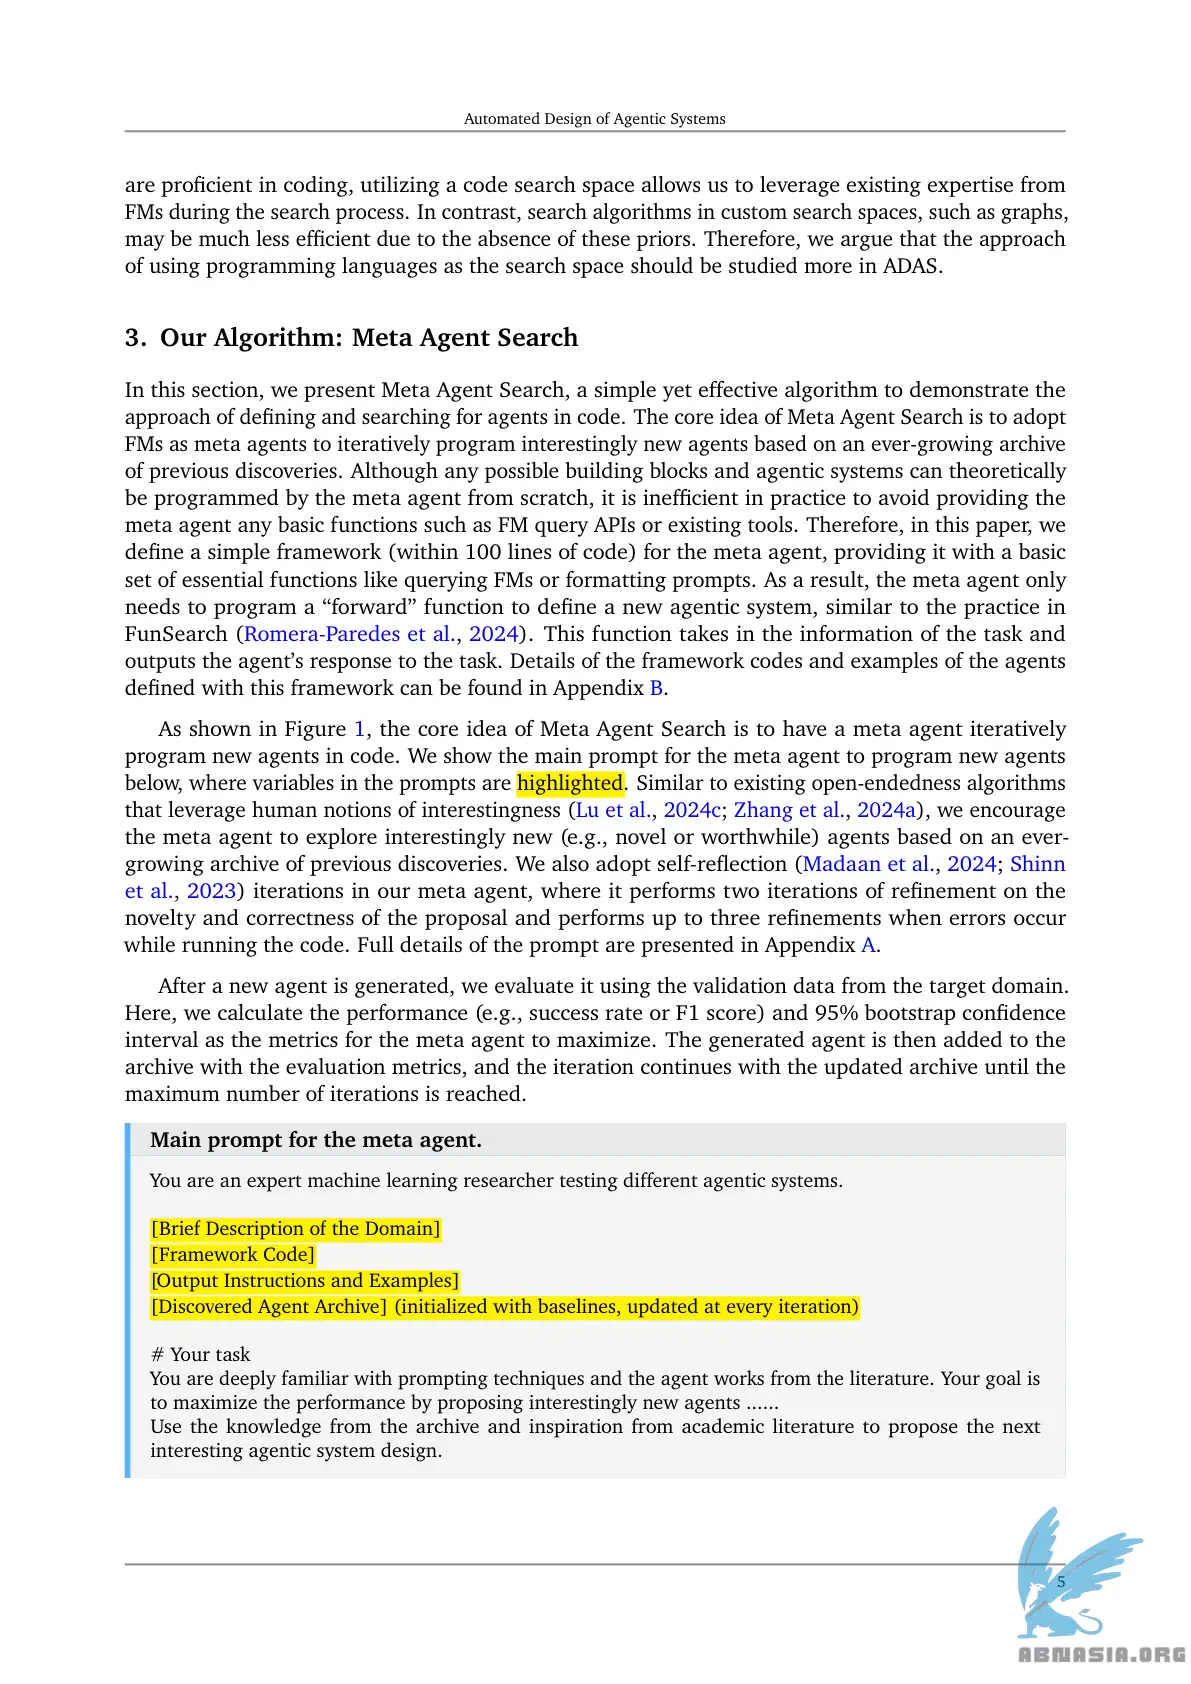 Automated Design of Agentic Systems
are proficient in coding, utilizing a code search space allows us to leverage existing expertise from
FMs during the search process. In contrast, search algorithms in custom search spaces, such as graphs,
may be much less efficient due to the absence of these priors. Therefore, we argue that the approach
of using programming languages as the search space should be studied more in ADAS.
3. Our Algorithm: Meta Agent Search
In this section, we present Meta Agent Search, a simple yet effective algorithm to demonstrate the
approach of defining and searching for agents in code. The core idea of Meta Agent Search is to adopt
FMs as meta agents to iteratively program interestingly new agents based on an ever-growing archive
of previous discoveries. Although any possible building blocks and agentic systems can theoretically
be programmed by the meta agent from scratch, it is inefficient in practice to avoid providing the
meta agent any basic functions such as FM query APIs or existing tools. Therefore, in this paper, we
define a simple framework (within 100 lines of code) for the meta agent, providing it with a basic
set of essential functions like querying FMs or formatting prompts. As a result, the meta agent only
needs to program a “forward” function to define a new agentic system, similar to the practice in
FunSearch (Romera-Paredes et al., 2024). This function takes in the information of the task and
outputs the agent’s response to the task. Details of the framework codes and examples of the agents
defined with this framework can be found in Appendix B.
As shown in Figure 1, the core idea of Meta Agent Search is to have a meta agent iteratively
program new agents in code. We show the main prompt for the meta agent to program new agents
below, where variables in the prompts are highlighted. Similar to existing open-endedness algorithms
that leverage human notions of interestingness (Lu et al., 2024c; Zhang et al., 2024a), we encourage
the meta agent to explore interestingly new (e.g., novel or worthwhile) agents based on an ever-
growing archive of previous discoveries. We also adopt self-reflection (Madaan et al., 2024; Shinn
et al., 2023) iterations in our meta agent, where it performs two iterations of refinement on the
novelty and correctness of the proposal and performs up to three refinements when errors occur
while running the code. Full details of the prompt are presented in Appendix A.
After a new agent is generated, we evaluate it using the validation data from the target domain.
Here, we calculate the performance (e.g., success rate or F1 score) and 95% bootstrap confidence
interval as the metrics for the meta agent to maximize. The generated agent is then added to the
archive with the evaluation metrics, and the iteration continues with the updated archive until the
maximum number of iterations is reached.
Main prompt for the meta agent.
You are an expert machine learning researcher testing different agentic systems.
[Brief Description of the Domain]
[Framework Code]
[Output Instructions and Examples]
[Discovered Agent Archive] (initialized with baselines, updated at every iteration)
# Your task
You are deeply familiar with prompting techniques and the agent works from the literature. Your goal is
to maximize the performance by proposing interestingly new agents ......
Use the knowledge from the archive and inspiration from academic literature to propose the next
interesting agentic system design.
5
ABNASIA.ORG